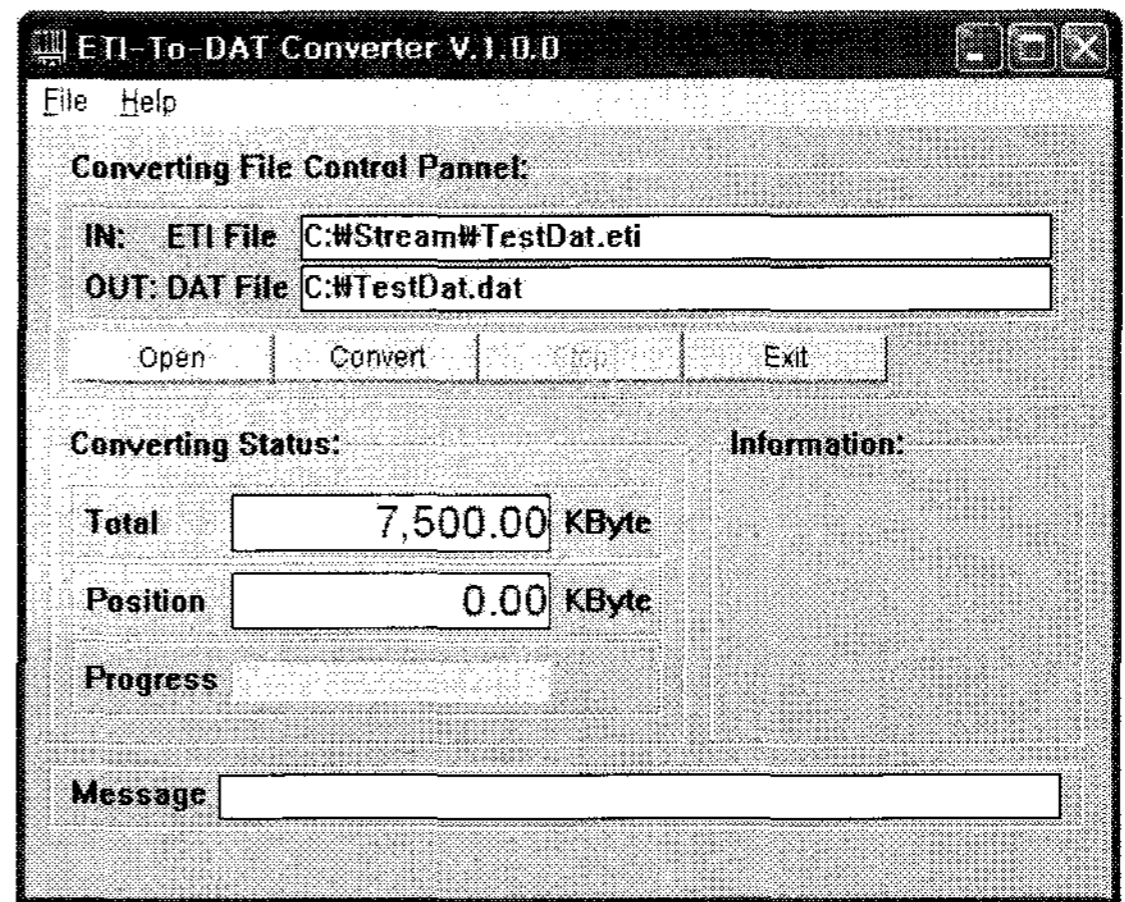 ETI-To-DAT Converter V.1.0.0
File Help
Converting File Control Pannel:
IN: ETI File C:₩Stream₩TestDat.eti
OUT: DAT File C:₩TestDat.dat
Open Convert Stop Exit
Converting Status: Information:
Total 7,500.00 KByte
Position 0.00 KByte
Progress
Message